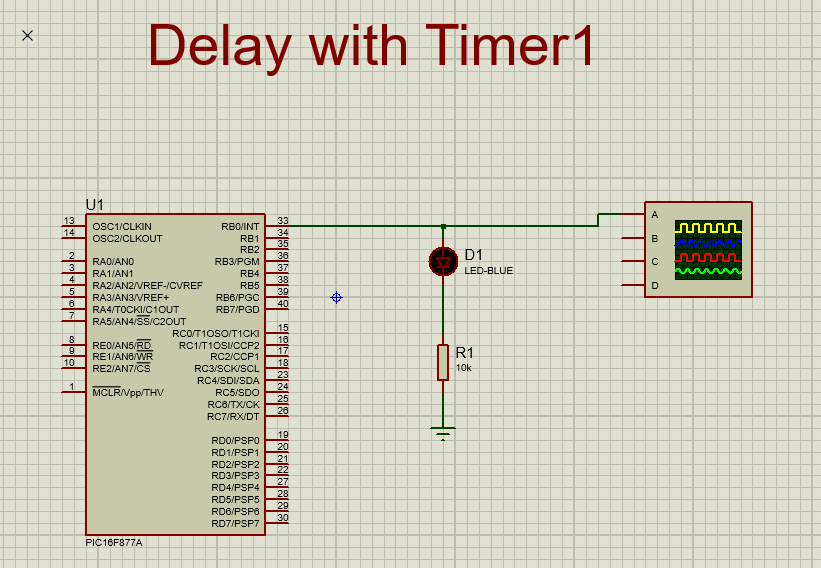 Delay with Timer1
U1
13 OSC1/CLKIN RB0/INT 33
14 OSC2/CLKOUT RB1 34
RB2 35
2 RA0/AN0 RB3/PGM 36
3 RA1/AN1 RB4 37
4 RA2/AN2/VREF-/CVREF RB5 38
5 RA3/AN3/VREF+ RB6/PGC 39
6 RA4/T0CKI/C1OUT RB7/PGD 40
7 RA5/AN4/SS/C2OUT
RC0/T1OSO/T1CKI 15
8 RE0/AN5/RD RC1/T1OSI/CCP2 16
9 RE1/AN6/WR RC2/CCP1 17
10 RE2/AN7/CS RC3/SCK/SCL 18
RC4/SDI/SDA 23
1 MCLR/Vpp/THV RC5/SDO 24
RC6/TX/CK 25
RC7/RX/DT 26
RD0/PSP0 19
RD1/PSP1 20
RD2/PSP2 21
RD3/PSP3 22
RD4/PSP4 27
RD5/PSP5 28
RD6/PSP6 29
RD7/PSP7 30
PIC16F877A
D1
LED-BLUE
R1
10k
A
B
C
D